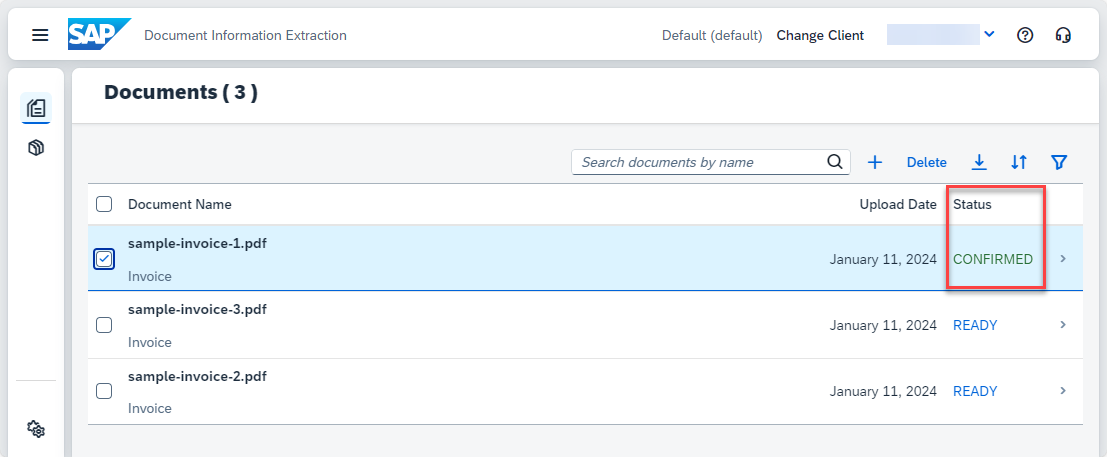 SAP Document Information Extraction Default (default) Change Client
Documents ( 3 )
Search documents by name Delete
Document Name Upload Date Status
sample-invoice-1.pdf
Invoice January 11, 2024 CONFIRMED
sample-invoice-3.pdf
Invoice January 11, 2024 READY
sample-invoice-2.pdf
Invoice January 11, 2024 READY